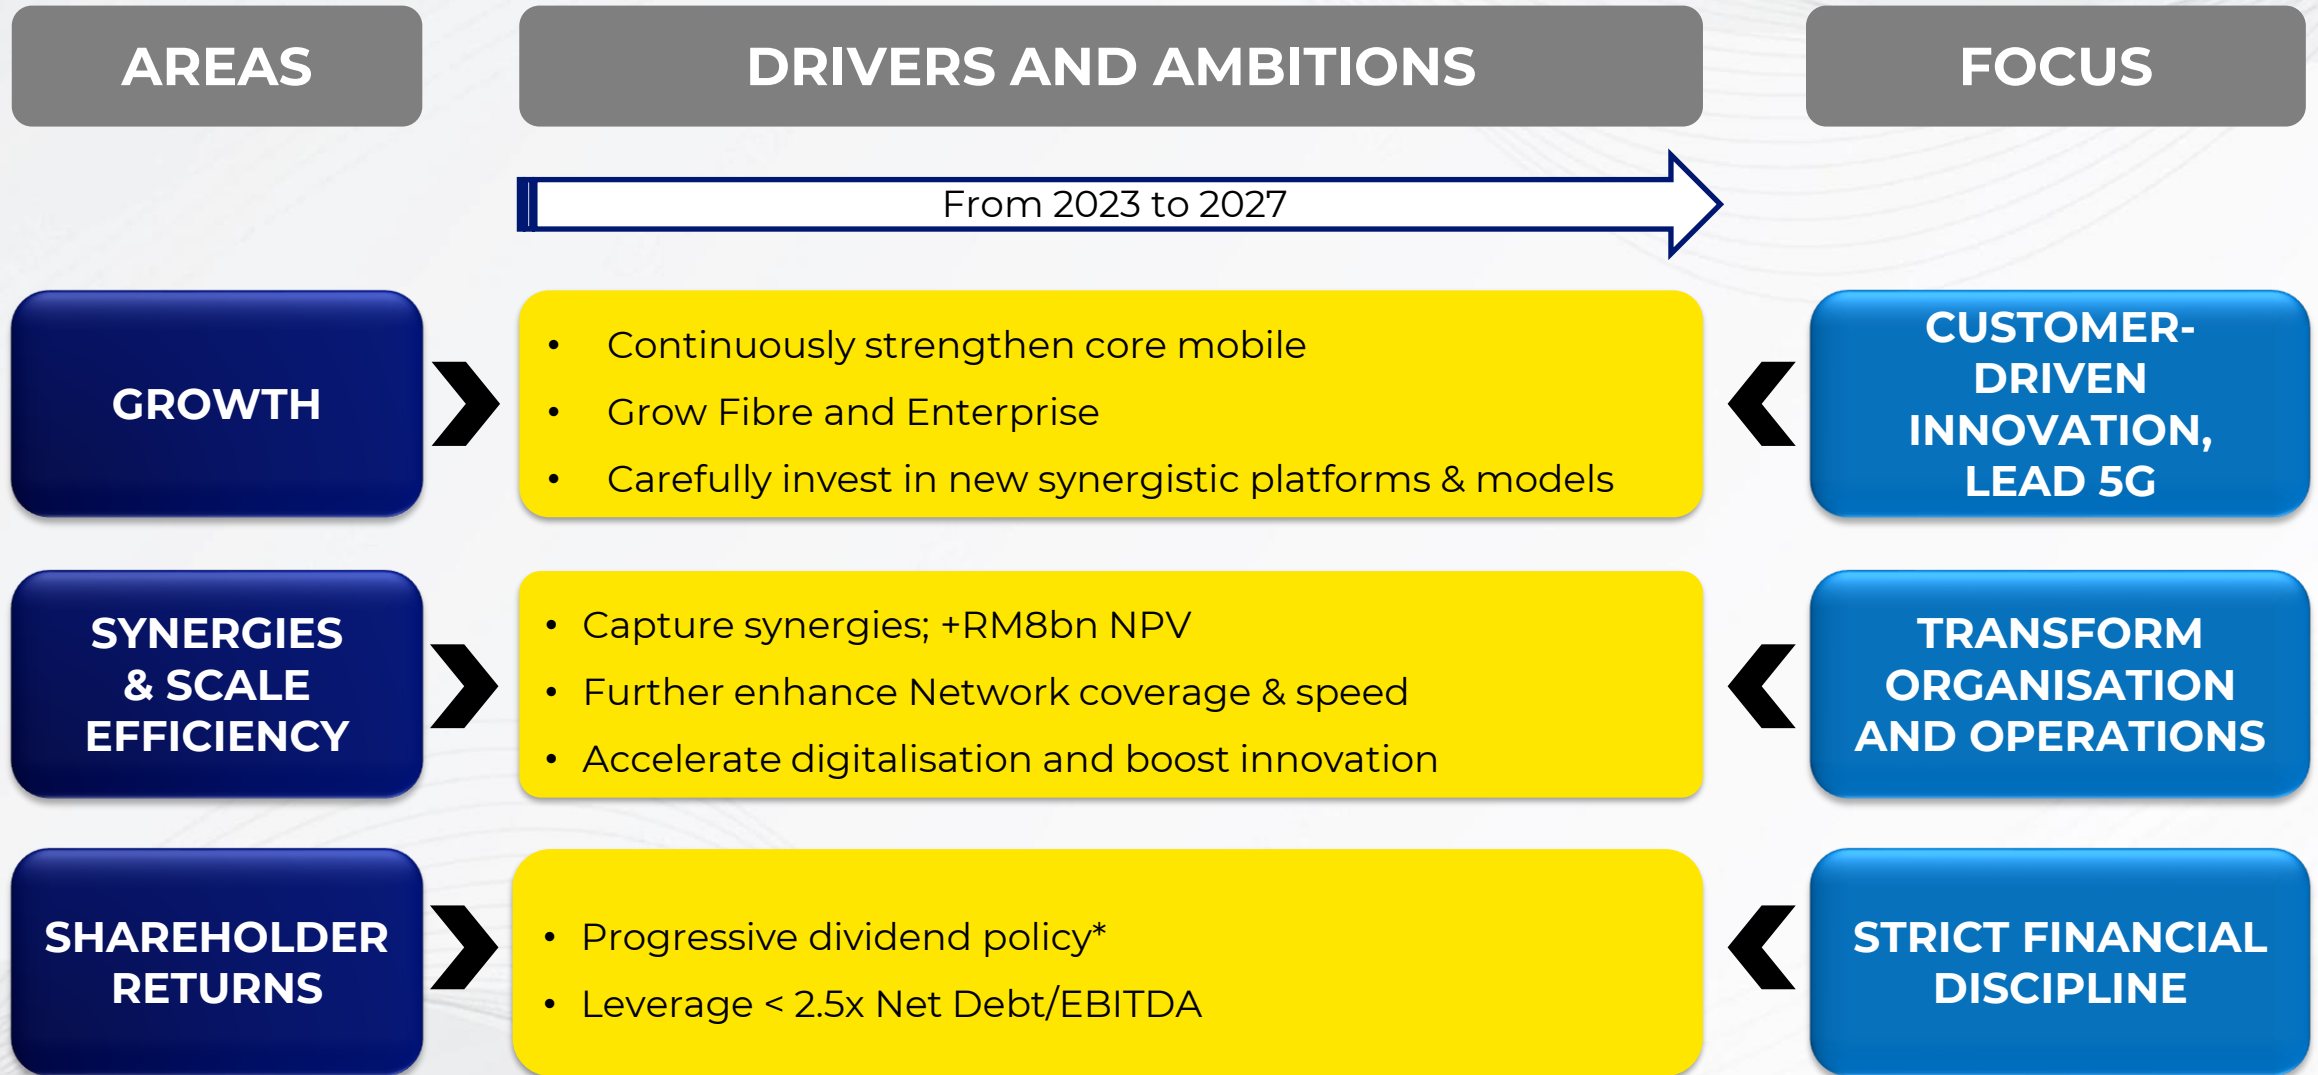 AREAS
DRIVERS AND AMBITIONS
FOCUS
From 2023 to 2027
GROWTH
• Continuously strengthen core mobile
• Grow Fibre and Enterprise
• Carefully invest in new synergistic platforms & models
CUSTOMER-
DRIVEN
INNOVATION,
LEAD 5G
SYNERGIES
& SCALE
EFFICIENCY
• Capture synergies; +RM8bn NPV
• Further enhance Network coverage & speed
• Accelerate digitalisation and boost innovation
TRANSFORM
ORGANISATION
AND OPERATIONS
SHAREHOLDER
RETURNS
• Progressive dividend policy*
• Leverage < 2.5x Net Debt/EBITDA
STRICT FINANCIAL
DISCIPLINE